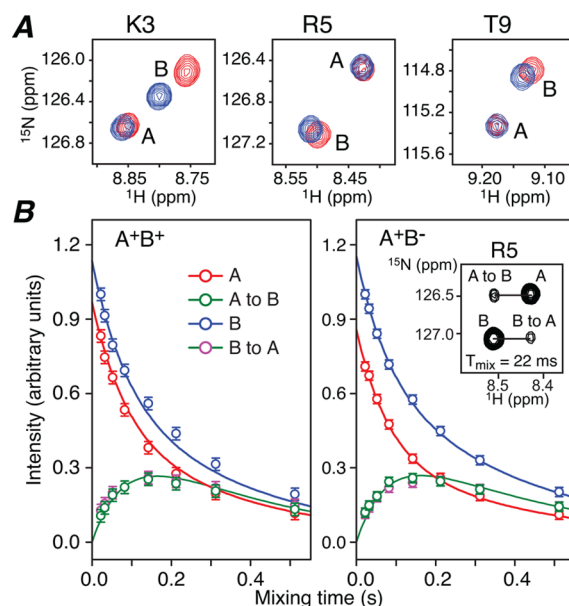 A
K3
R5
T9
15N (ppm)
126.0
126.4
126.8
B
A
8.85
8.75
1H (ppm)
126.4
127.2
A
B
8.55
8.45
1H (ppm)
114.8
115.2
115.6
B
A
9.20
9.10
1H (ppm)
B
Intensity (arbitrary units)
1.2
0.9
0.6
0.3
0.0
A+B+
A
A to B
B
B to A
0.0
0.2
0.4
A+B-
R5
15N (ppm)
A to B
A
126.5
B
B to A
127.0
Tmix = 22 ms
8.5
8.4
1H (ppm)
0.0
0.2
0.4
Mixing time (s)